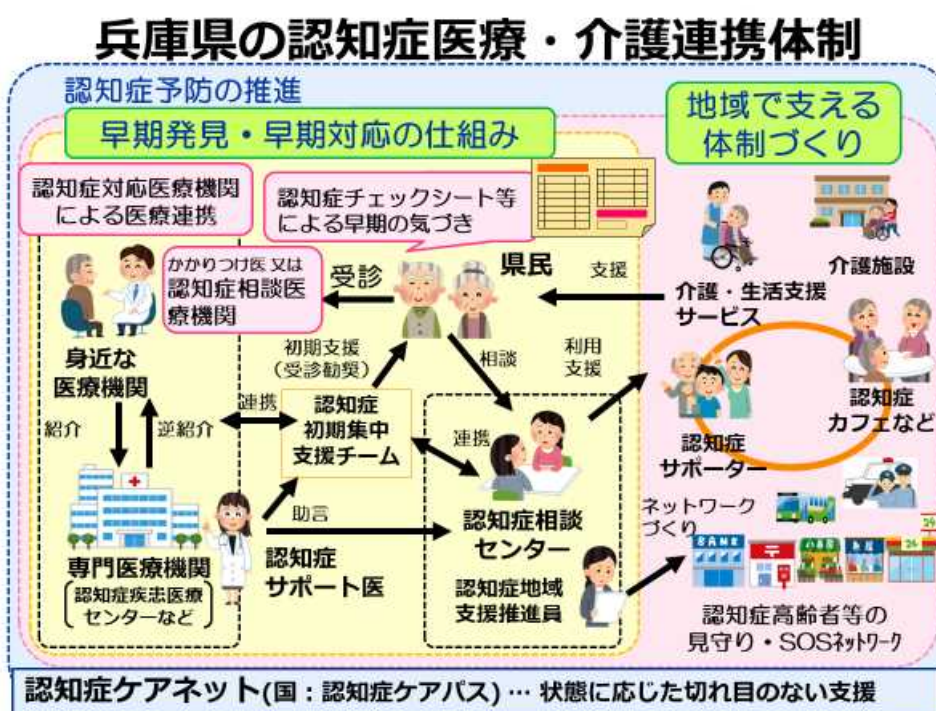 兵庫県の認知症医療・介護連携体制
認知症予防の推進
早期発見・早期対応の仕組み
地域で支える
体制づくり
認知症対応医療機関
による医療連携
認知症チェックシート等
による早期の気づき
かかりつけ医 又は
認知症相談医
療機関
受診
県民
支援
介護・生活支援
サービス
介護施設
身近な
医療機関
初期支援
(受診勧奨)
相談
利用
支援
紹介
逆紹介
連携
認知症
初期集中
支援チーム
連携
認知症
サポーター
認知症
カフェなど
専門医療機関
認知症疾患医療
センターなど
助言
認知症
サポート医
認知症相談
センター
認知症地域
支援推進員
ネットワーク
づくり
BANK
〒
24
24
認知症高齢者等の
見守り・SOSネットワーク
認知症ケアネット(国:認知症ケアパス) … 状態に応じた切れ目のない支援